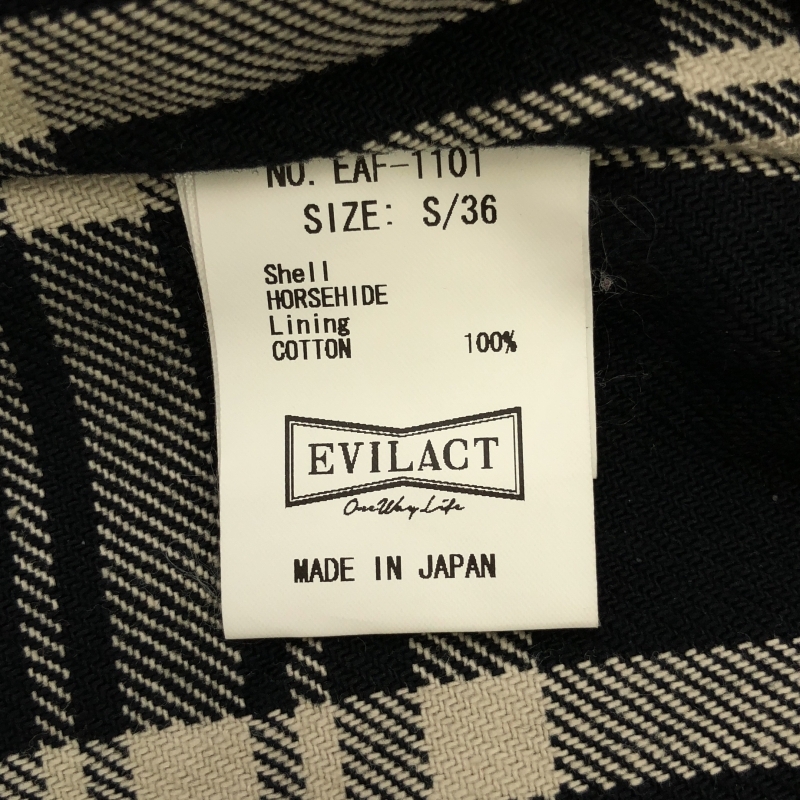 NO. EAF-1101
SIZE: S/36
Shell
HORSEHIDE
Lining
COTTON 100%
EVILACT
One Way Life
MADE IN JAPAN